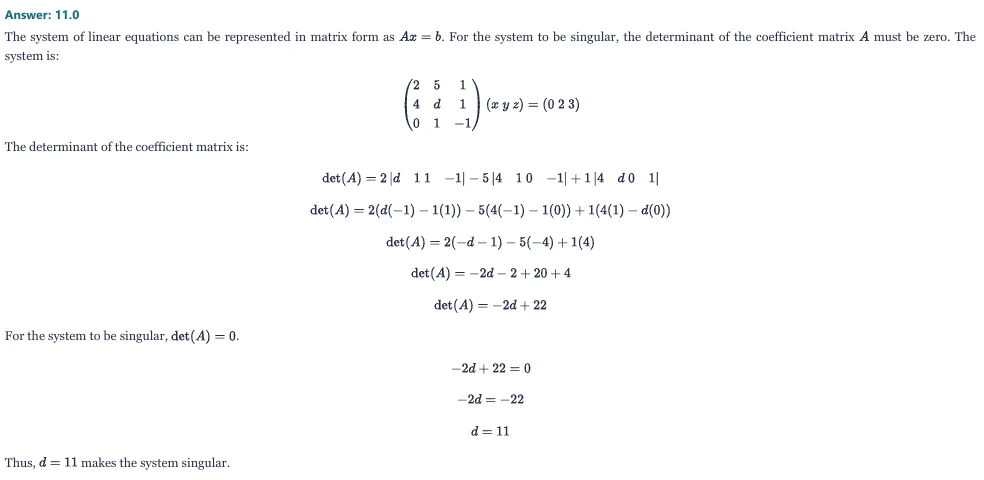 Answer: 11.0
The system of linear equations can be represented in matrix form as Ax = b. For the system to be singular, the determinant of the coefficient matrix A must be zero. The
system is:
2 5 1
4 d 1 (x y z) = (0 2 3)
0 1 −1
The determinant of the coefficient matrix is:
det(A) = 2 |d 1 1 −1| − 5 |4 1 0 −1| + 1 |4 d 0 1|
det(A) = 2(d(−1) − 1(1)) − 5(4(−1) − 1(0)) + 1(4(1) − d(0))
det(A) = 2(−d − 1) − 5(−4) + 1(4)
det(A) = −2d − 2 + 20 + 4
det(A) = −2d + 22
For the system to be singular, det(A) = 0.
−2d + 22 = 0
−2d = −22
d = 11
Thus, d = 11 makes the system singular.